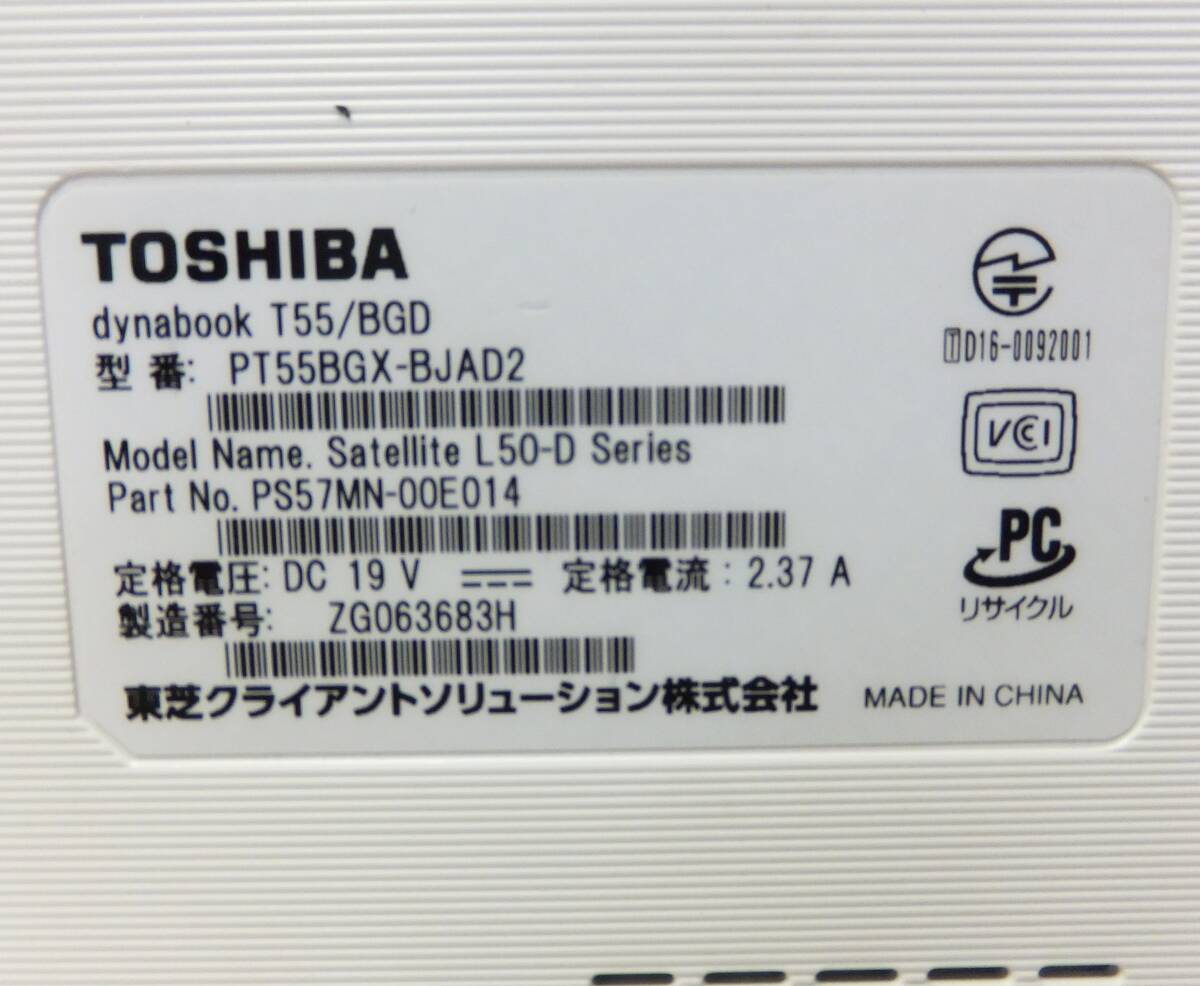 TOSHIBA
dynabook T55/BGD
型 番: PT55BGX-BJAD2
Model Name. Satellite L50-D Series
Part No. PS57MN-00E014
定格電圧: DC 19 V 定格電流: 2.37 A
製造番号: ZG063683H
東芝クライアントソリューション株式会社
MADE IN CHINA
T D16-0092001
VCCI
PC
リサイクル